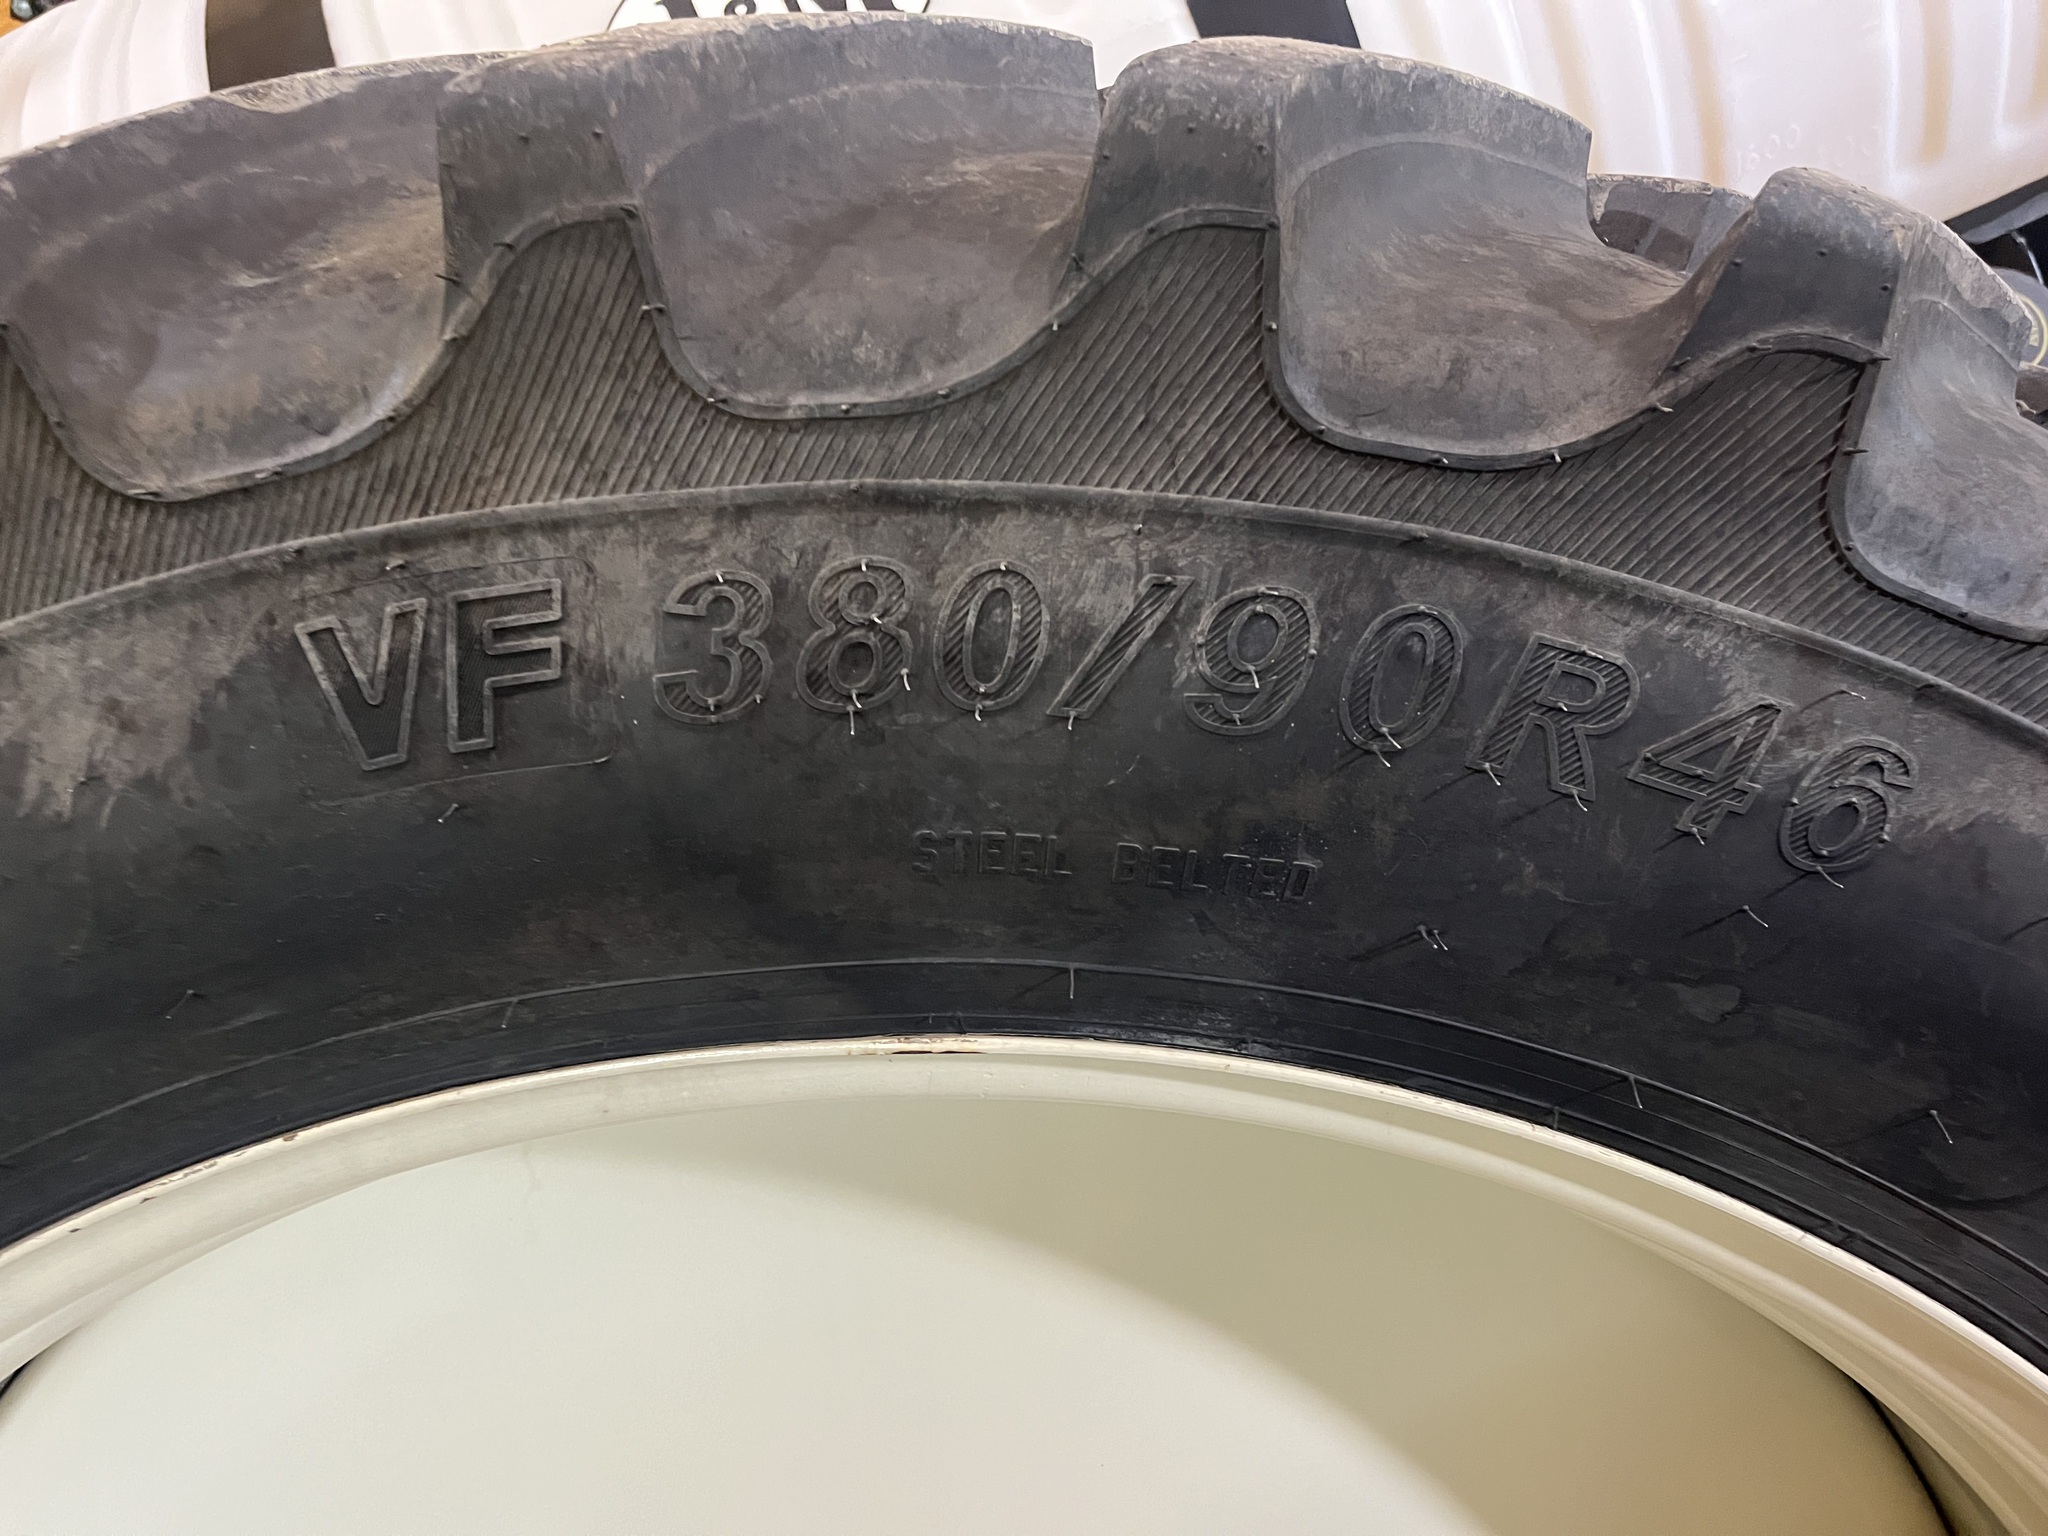 VF 380/90R46
STEEL BELTED